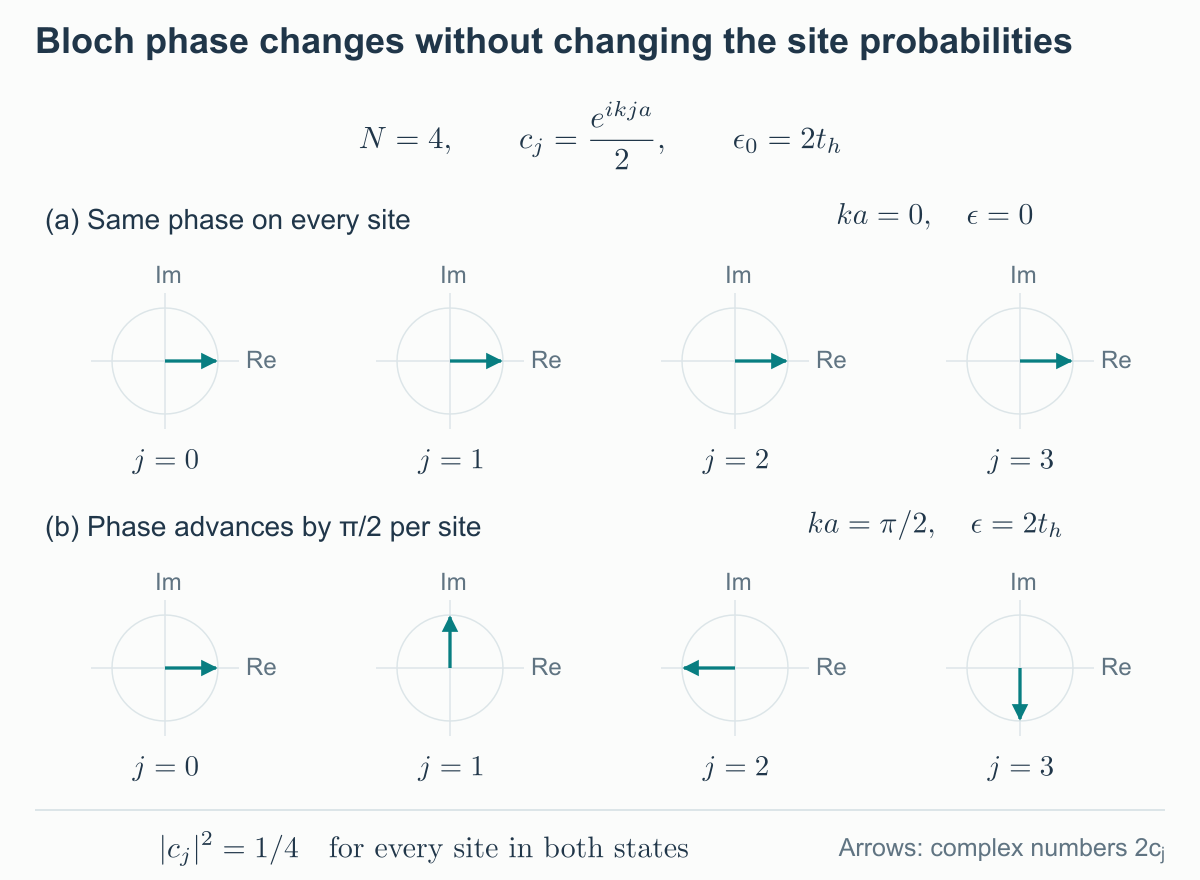 Bloch phase changes without changing the site probabilities
N = 4, c_j = e^{ikja}/2, ϵ_0 = 2t_h
(a) Same phase on every site ka = 0, ϵ = 0
Im Im Im Im
Re Re Re Re
j = 0 j = 1 j = 2 j = 3
(b) Phase advances by π/2 per site ka = π/2, ϵ = 2t_h
Im Im Im Im
Re Re Re Re
j = 0 j = 1 j = 2 j = 3
|c_j|^2 = 1/4 for every site in both states Arrows: complex numbers 2c_j